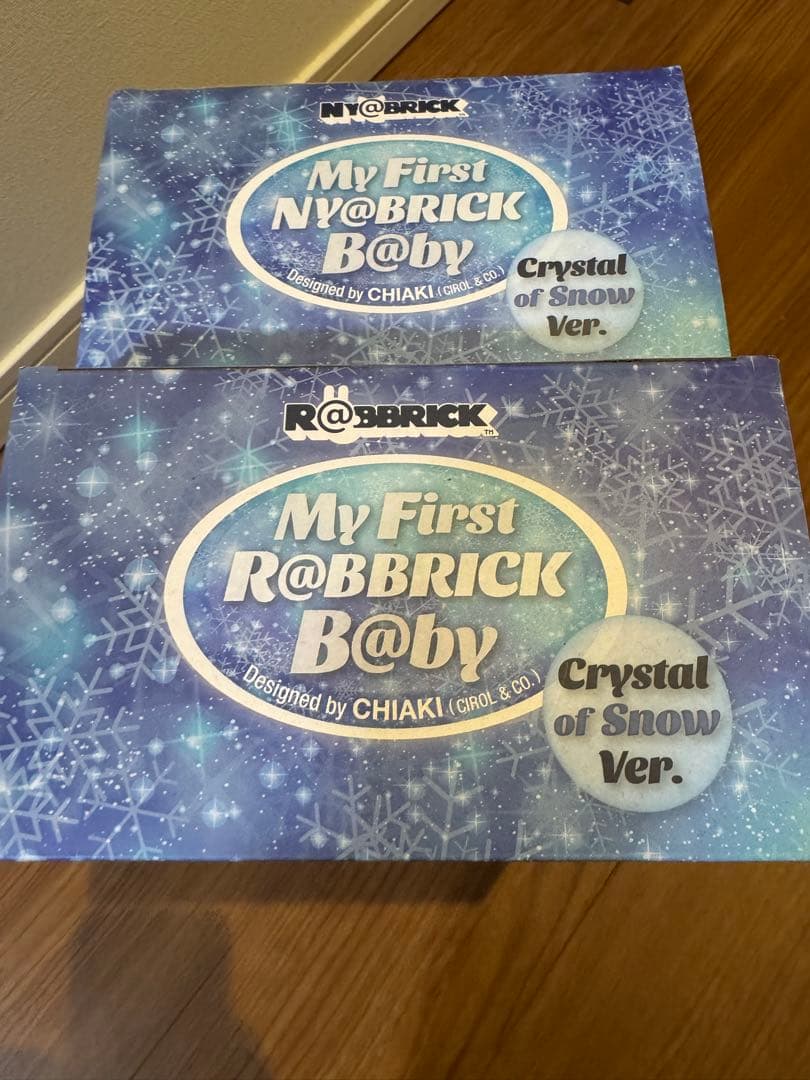 NY@BRICK
My First
NY@BRICK
B@by
Designed by CHIAKI (CIROL & CO.)
Crystal
of Snow
Ver.
R@BBRICK TM
My First
R@BBRICK
B@by
Designed by CHIAKI (CIROL & CO.)
Crystal
of Snow
Ver.